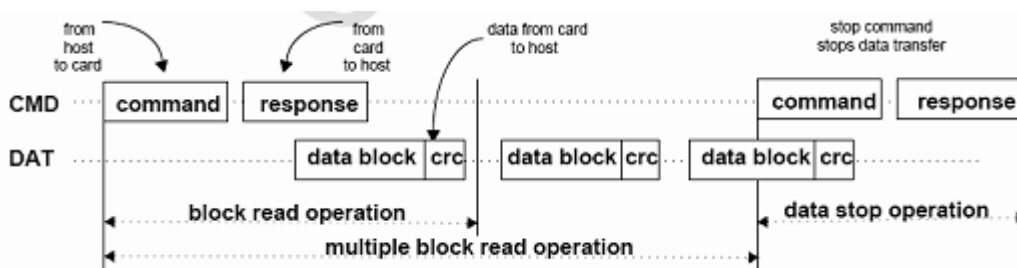 from
host
to card
from
card
to host
data from card
to host
stop command
stops data transfer
CMD
command
response
command
response
DAT
data block
crc
data block
crc
data block
crc
block read operation
data stop operation
multiple block read operation